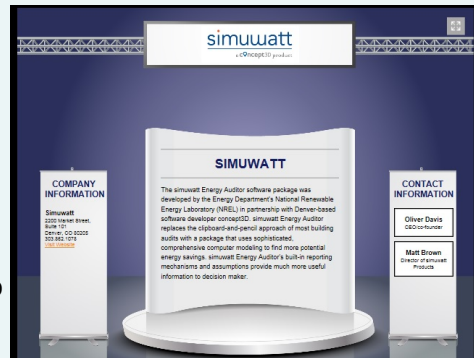 simuwatt
a concept3D product
SIMUWATT
The simuwatt Energy Auditor software package was
developed by the Energy Department's National Renewable
Energy Laboratory (NREL) in partnership with Denver-based
software developer concept3D. simuwatt Energy Auditor
replaces the clipboard-and-pencil approach of most building
audits with a package that uses sophisticated,
comprehensive computer modeling to find more potential
energy savings. simuwatt Energy Auditor's built-in reporting
mechanisms and assumptions provide much more useful
information to decision maker.
COMPANY
INFORMATION
Simuwatt
2200 Market Street,
Suite 101
Denver, CO 80205
303.862.1078
Visit Website
CONTACT
INFORMATION
Oliver Davis
CEO/co-founder
Matt Brown
Director of simuwatt
Products